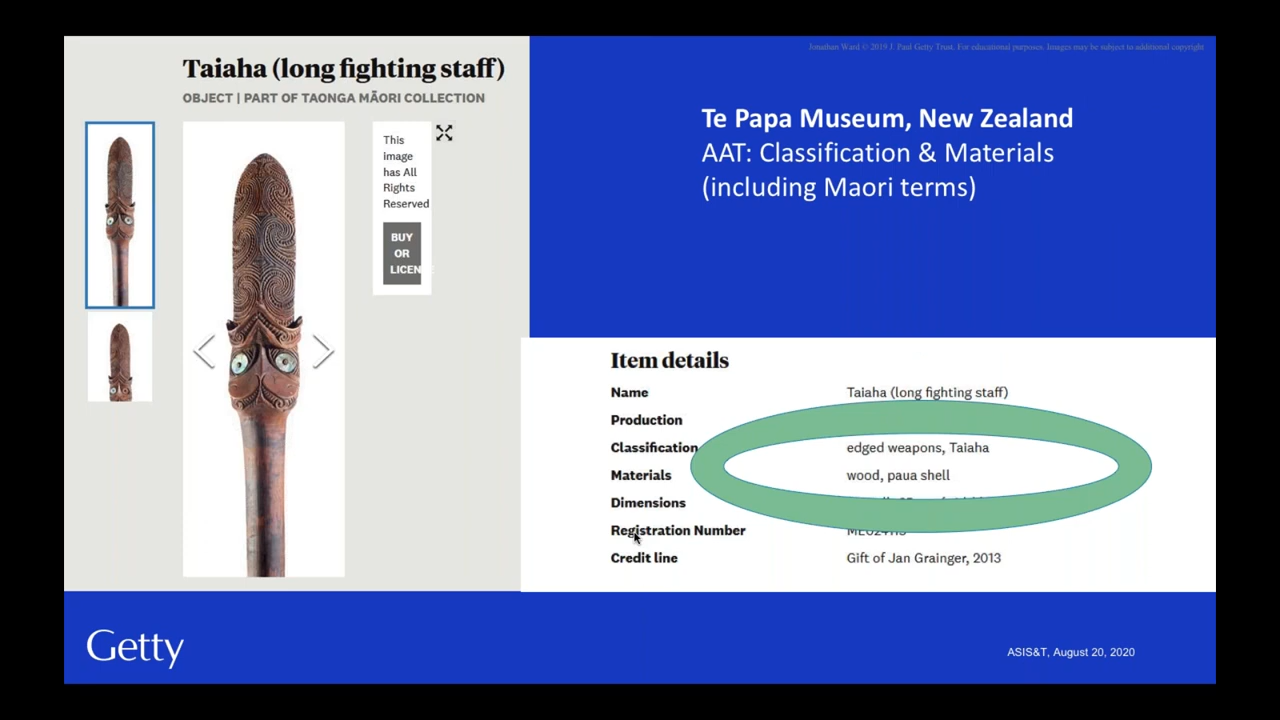 Jonathan Ward © 2019 J. Paul Getty Trust. For educational purposes. Images may be subject to additional copyright
Taiaha (long fighting staff)
OBJECT | PART OF TAONGA MĀORI COLLECTION
This
image
has All
Rights
Reserved
BUY
OR
LICEN
Te Papa Museum, New Zealand
AAT: Classification & Materials
(including Maori terms)
Item details
Name Taiaha (long fighting staff)
Production
Classification edged weapons, Taiaha
Materials wood, paua shell
Dimensions
Registration Number
Credit line Gift of Jan Grainger, 2013
Getty
ASIS&T, August 20, 2020